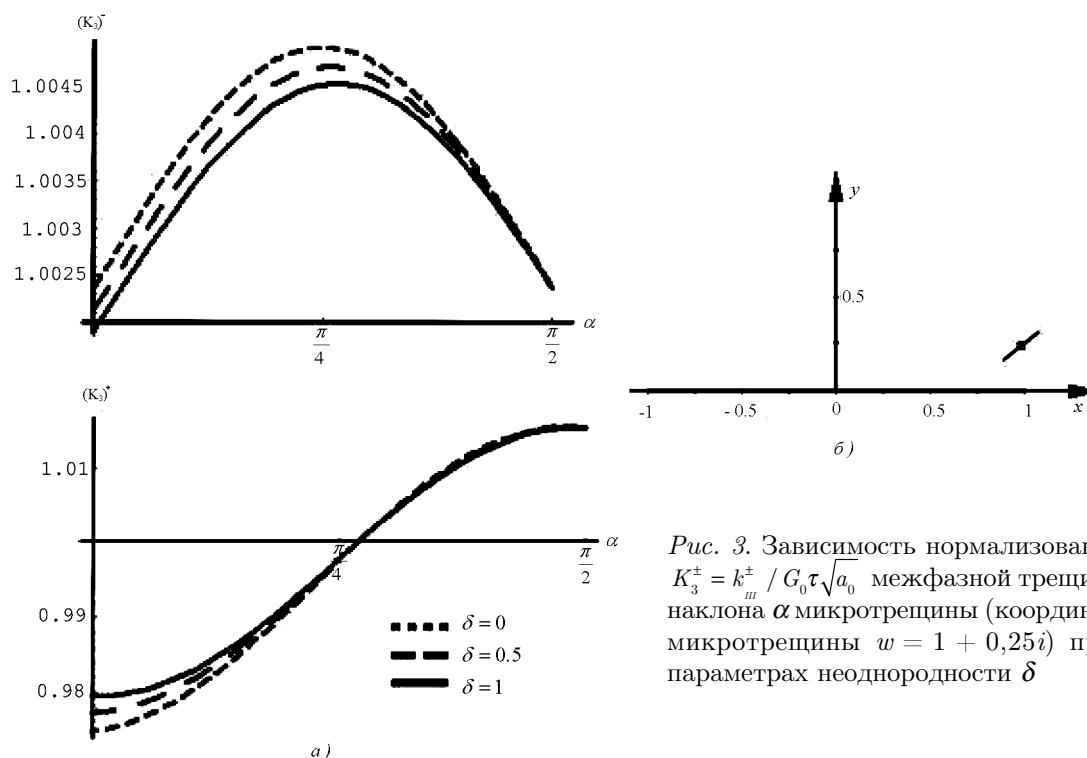 (K₃)⁻
1.0045
1.004
1.0035
1.003
1.0025
α
π/4
π/2
(K₃)⁺
1.01
0.99
0.98
α
π/4
π/2
δ = 0
δ = 0.5
δ = 1
а)
y
0.5
-1
- 0.5
0
0.5
1
x
б)
Рис. 3. Зависимость нормализован
K₃^± = k_III^± / G₀τ√a₀ межфазной трещи
наклона α микротрещины (координ
микротрещины w = 1 + 0,25i) п
параметрах неоднородности δ